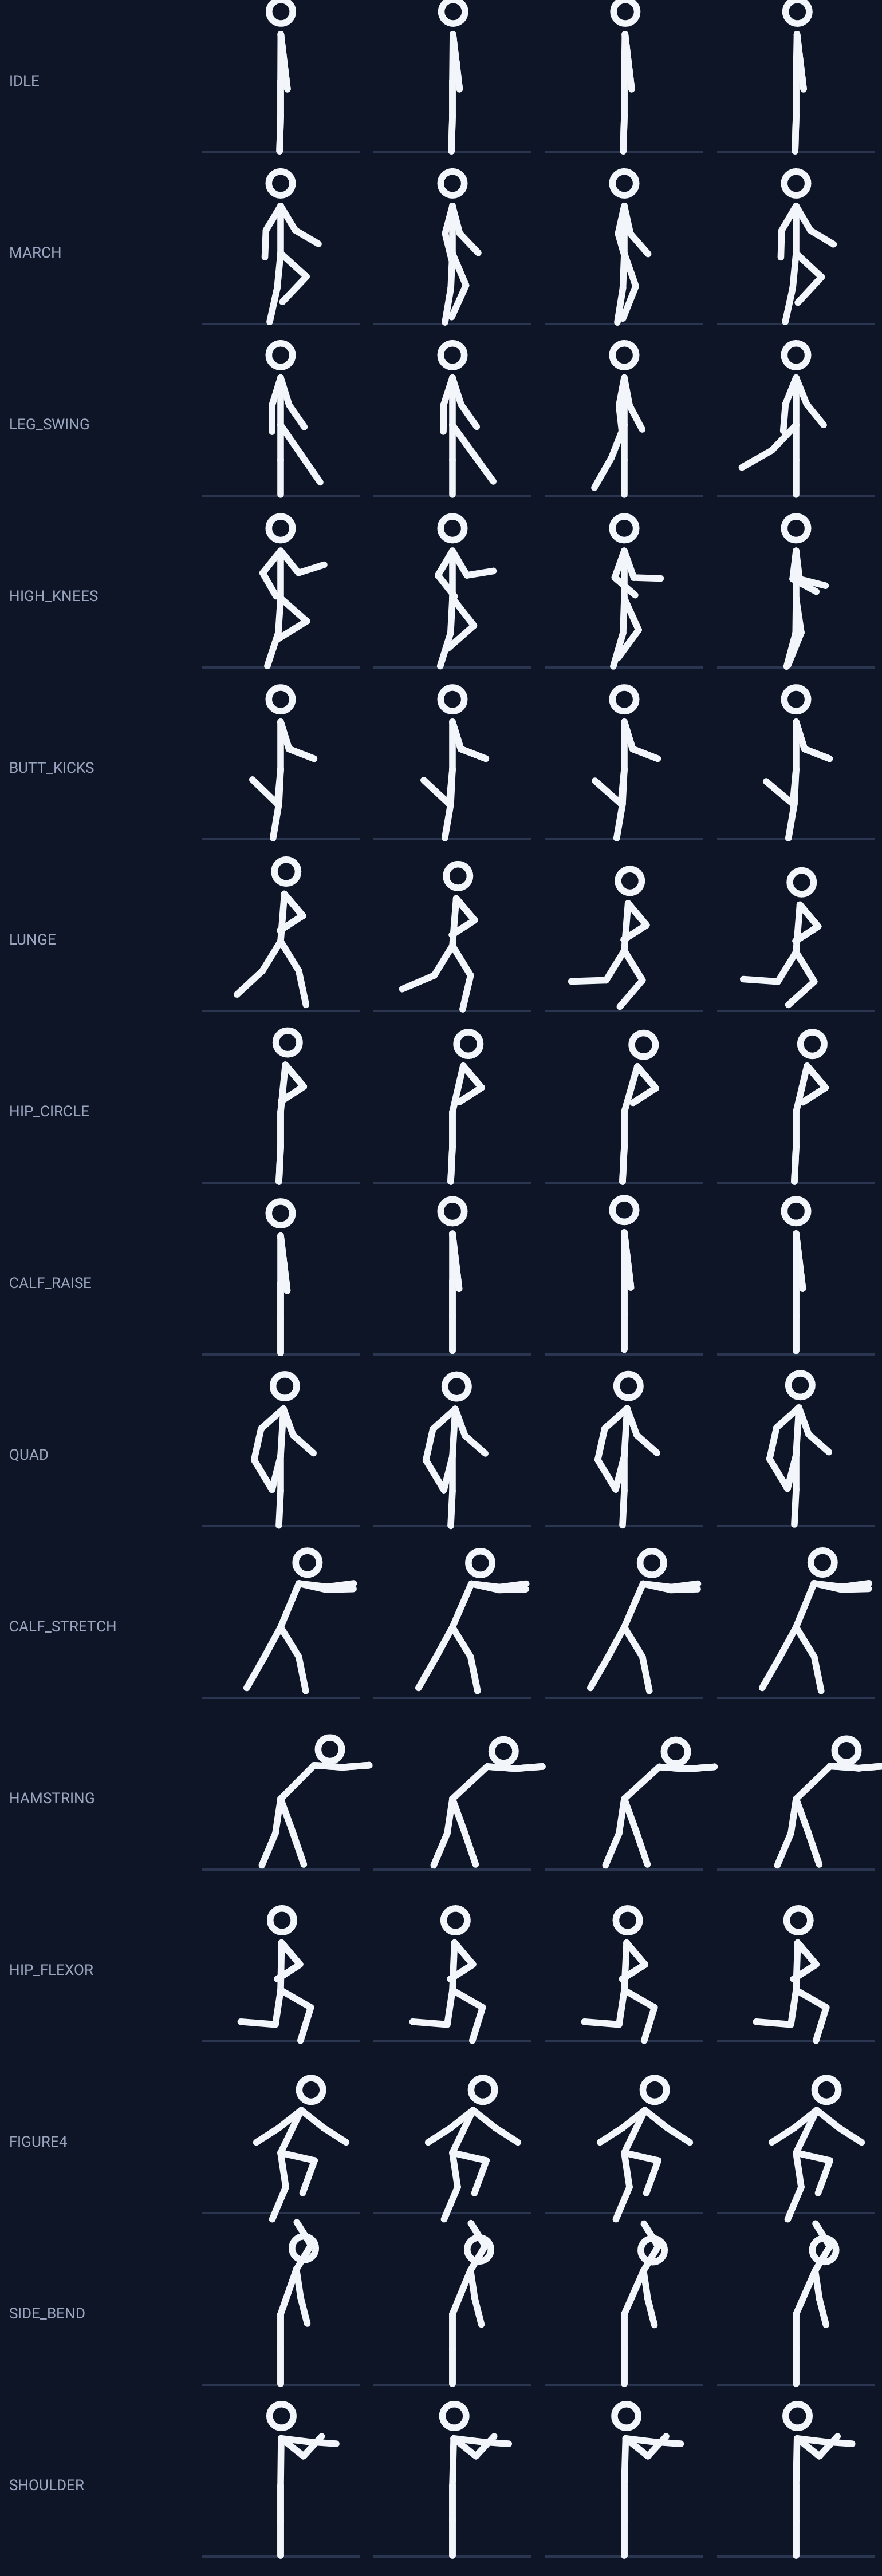 IDLE
MARCH
LEG_SWING
HIGH_KNEES
BUTT_KICKS
LUNGE
HIP_CIRCLE
CALF_RAISE
QUAD
CALF_STRETCH
HAMSTRING
HIP_FLEXOR
FIGURE4
SIDE_BEND
SHOULDER